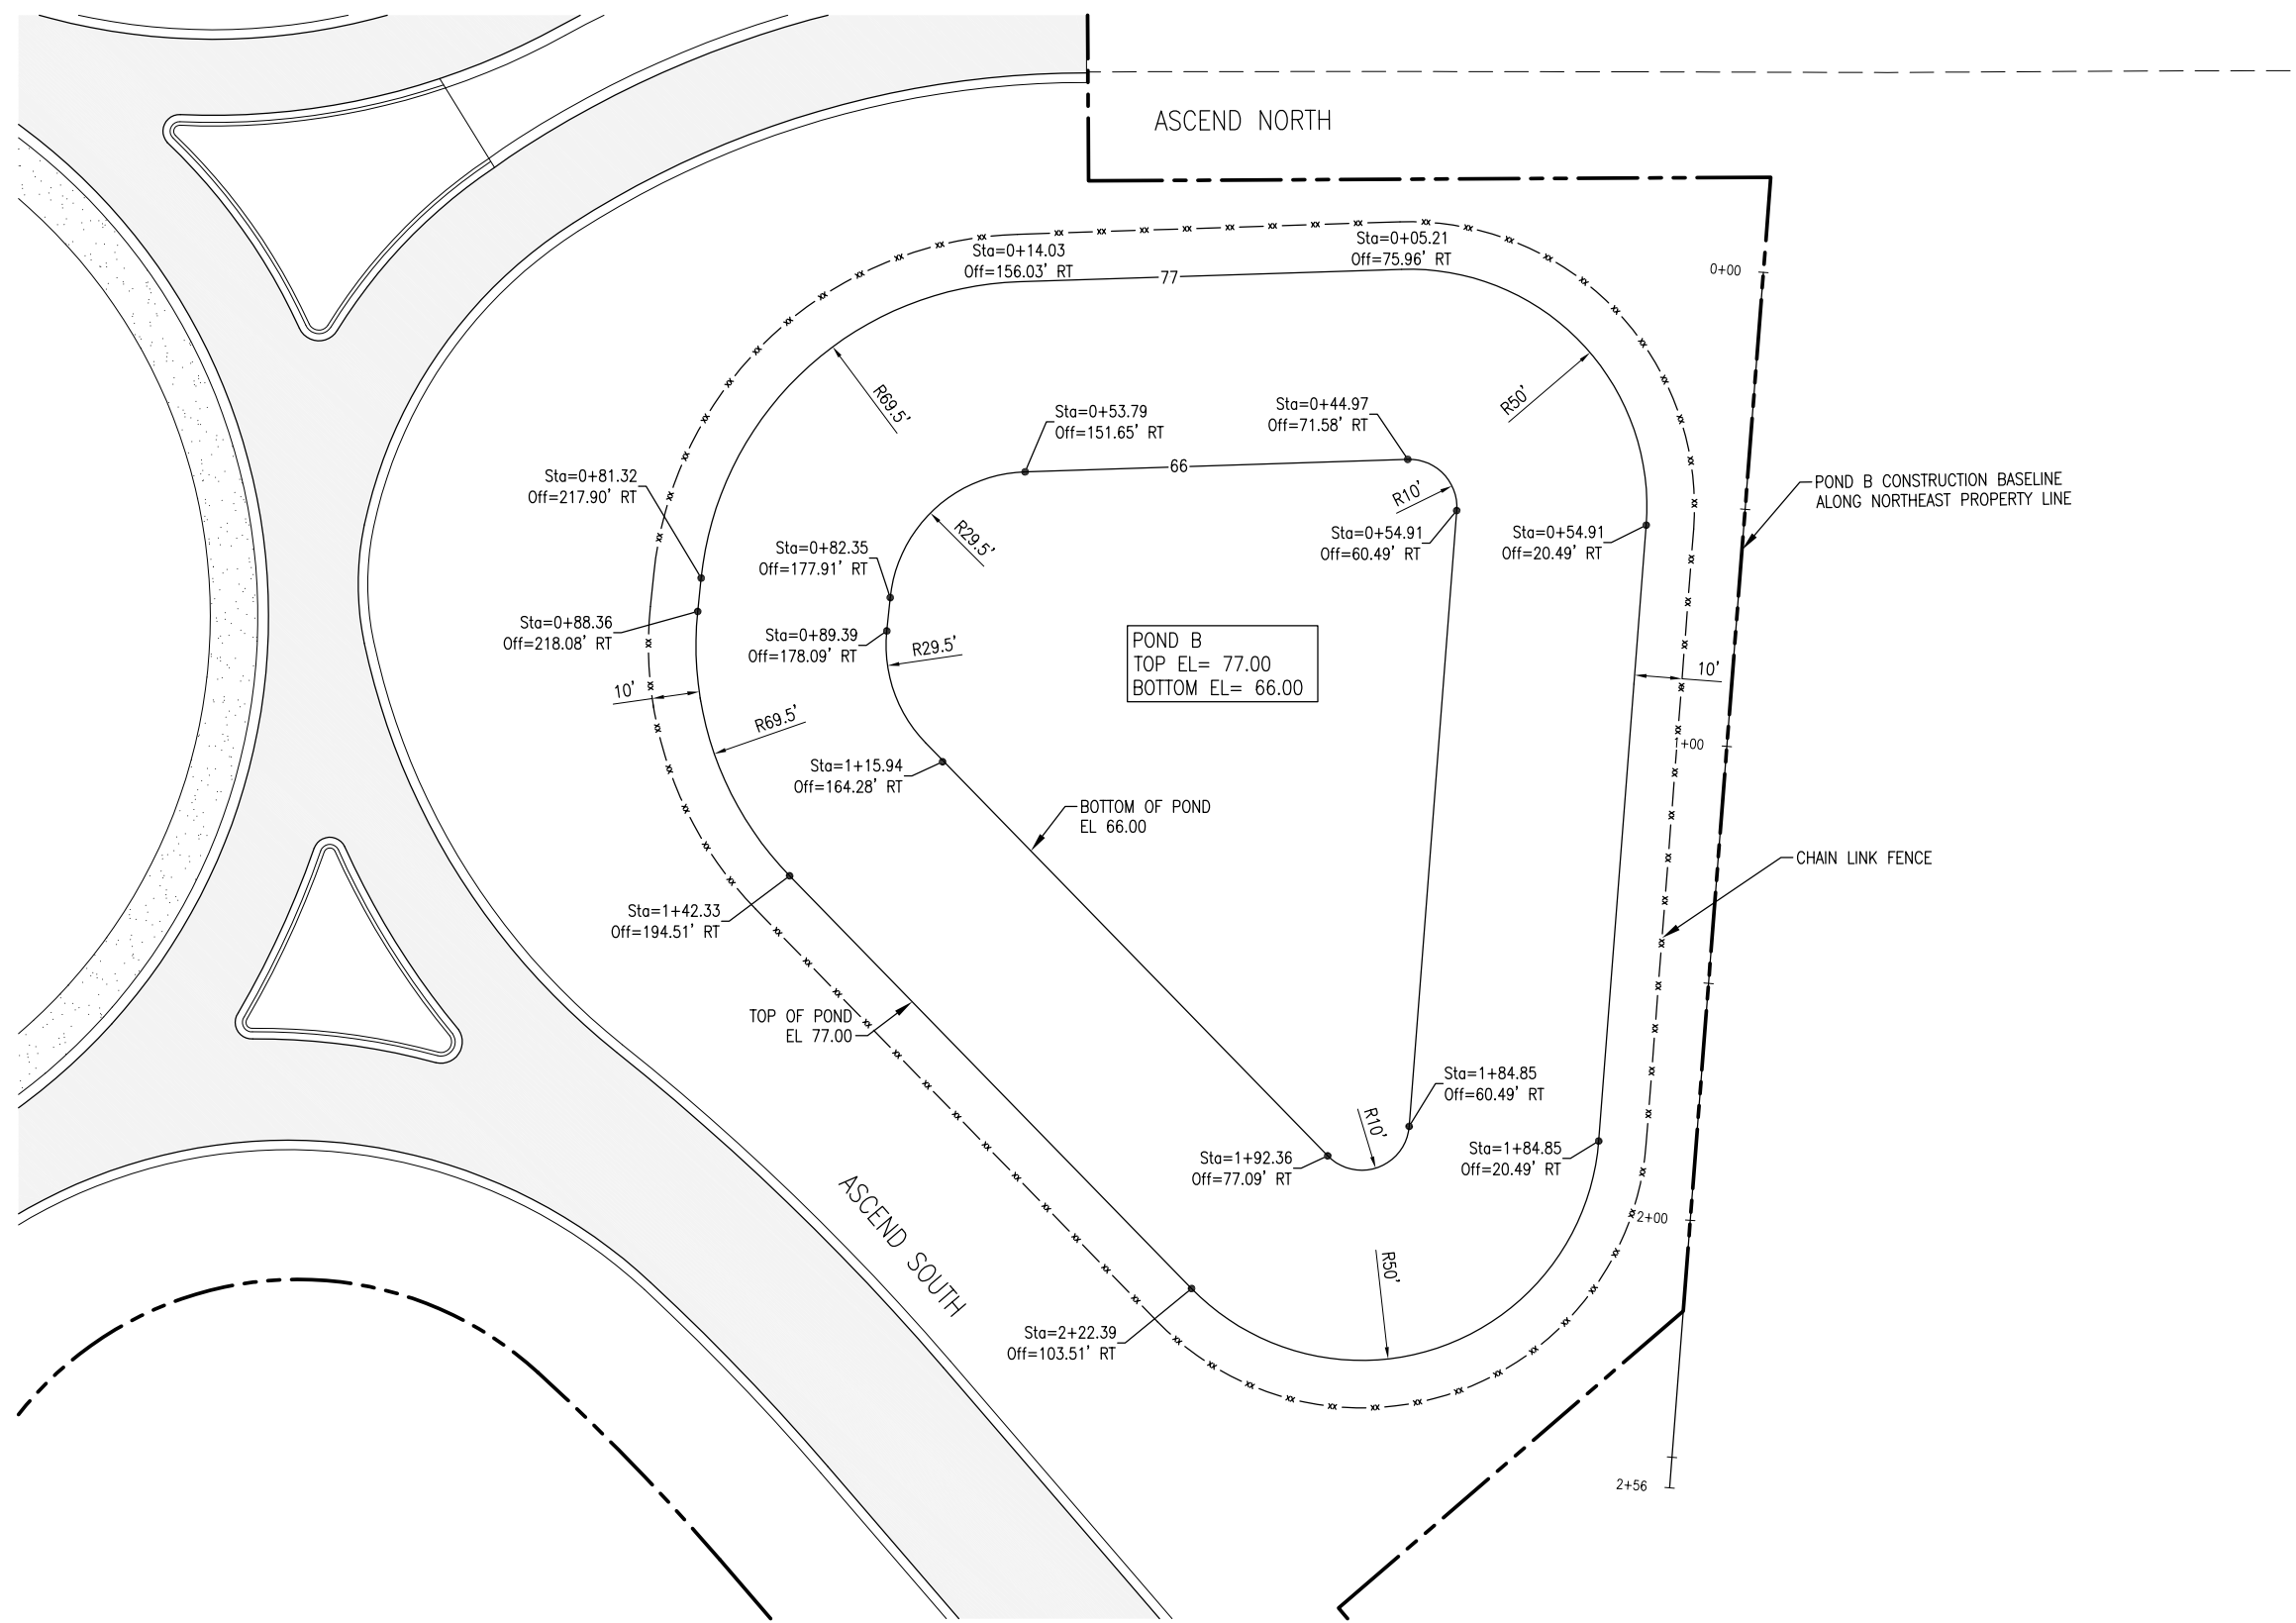 ASCEND NORTH
Sta=0+14.03
Off=156.03' RT
Sta=0+05.21
Off=75.96' RT
77
0+00
R69.5'
R50'
Sta=0+53.79
Off=151.65' RT
Sta=0+44.97
Off=71.58' RT
66
Sta=0+81.32
Off=217.90' RT
R10'
R29.5'
POND B CONSTRUCTION BASELINE
ALONG NORTHEAST PROPERTY LINE
Sta=0+54.91
Off=60.49' RT
Sta=0+54.91
Off=20.49' RT
Sta=0+82.35
Off=177.91' RT
Sta=0+88.36
Off=218.08' RT
Sta=0+89.39
Off=178.09' RT
R29.5'
POND B
TOP EL= 77.00
BOTTOM EL= 66.00
10'
10'
R69.5'
1+00
Sta=1+15.94
Off=164.28' RT
BOTTOM OF POND
EL 66.00
CHAIN LINK FENCE
Sta=1+42.33
Off=194.51' RT
TOP OF POND
EL 77.00
Sta=1+84.85
Off=60.49' RT
R10'
Sta=1+92.36
Off=77.09' RT
Sta=1+84.85
Off=20.49' RT
2+00
ASCEND SOUTH
R50'
Sta=2+22.39
Off=103.51' RT
2+56